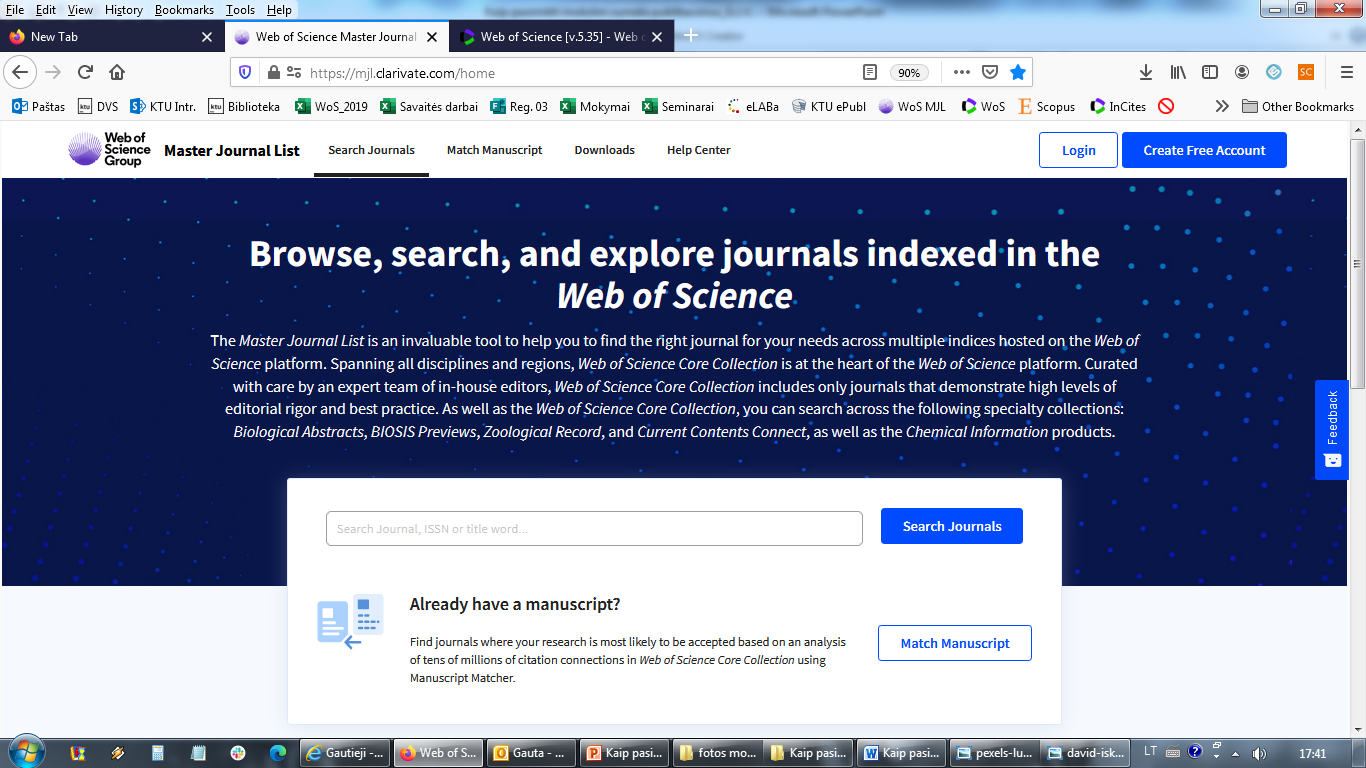 File Edit View History Bookmarks Tools Help
New Tab
Web of Science Master Journal
Web of Science [v.5.35] - Web
https://mjl.clarivate.com/home
90%
SC
Paštas DVS KTU Intr. Biblioteka WoS_2019 Savaitės darbai Reg. 03 Mokymai Seminarai eLABa KTU ePubl WoS MJL WoS Scopus InCites Other Bookmarks
Web of Science Group
Master Journal List
Search Journals
Match Manuscript
Downloads
Help Center
Login
Create Free Account
Browse, search, and explore journals indexed in the
Web of Science
The Master Journal List is an invaluable tool to help you to find the right journal for your needs across multiple indices hosted on the Web of
Science platform. Spanning all disciplines and regions, Web of Science Core Collection is at the heart of the Web of Science platform. Curated
with care by an expert team of in-house editors, Web of Science Core Collection includes only journals that demonstrate high levels of
editorial rigor and best practice. As well as the Web of Science Core Collection, you can search across the following specialty collections:
Biological Abstracts, BIOSIS Previews, Zoological Record, and Current Contents Connect, as well as the Chemical Information products.
Feedback
Search Journal, ISSN or title word...
Search Journals
Already have a manuscript?
Find journals where your research is most likely to be accepted based on an analysis
of tens of millions of citation connections in Web of Science Core Collection using
Manuscript Matcher.
Match Manuscript
Gautieji -... Web of S... Gauta - ... Kaip pasi... fotos mo... Kaip pasi... Kaip pasi... pexels-lu... david-isk... LT 17:41